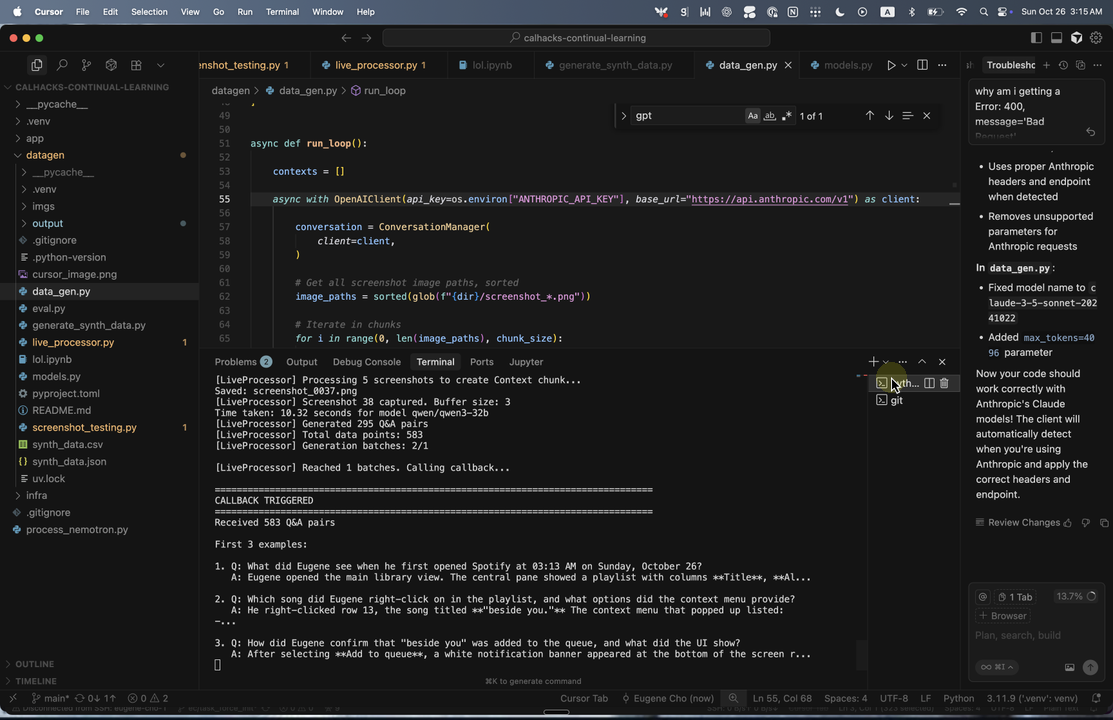 Cursor File Edit Selection View Go Run Terminal Window Help
Sun Oct 26 3:15 AM
calhacks-continual-learning
enshot_testing.py 1
live_processor.py 1
lol.ipynb
generate_synth_data.py
data_gen.py
models.py
Troublesho
CALHACKS-CONTINUAL-LEARNING
__pycache__
.venv
app
datagen
__pycache__
.venv
imgs
output
.gitignore
.python-version
cursor_image.png
data_gen.py
eval.py
generate_synth_data.py
live_processor.py 1
lol.ipynb
models.py
pyproject.toml
README.md
screenshot_testing.py 1
synth_data.csv
synth_data.json
uv.lock
infra
.gitignore
process_nemotron.py
OUTLINE
TIMELINE
datagen > data_gen.py > run_loop
gpt
Aa ab
1 of 1
49
50
51 async def run_loop():
52
53 contexts = []
54
55 async with OpenAIClient(api_key=os.environ["ANTHROPIC_API_KEY"], base_url="https://api.anthropic.com/v1") as client:
56
57 conversation = ConversationManager(
58 client=client,
59 )
60
61 # Get all screenshot image paths, sorted
62 image_paths = sorted(glob(f"{dir}/screenshot_*.png"))
63
64 # Iterate in chunks
65 for i in range(0, len(image_paths), chunk_size):
Problems 2 Output Debug Console Terminal Ports Jupyter
[LiveProcessor] Processing 5 screenshots to create Context chunk...
Saved: screenshot_0037.png
[LiveProcessor] Screenshot 38 captured. Buffer size: 3
Time taken: 10.32 seconds for model qwen/qwen3-32b
[LiveProcessor] Generated 295 Q&A pairs
[LiveProcessor] Total data points: 583
[LiveProcessor] Generation batches: 2/1
[LiveProcessor] Reached 1 batches. Calling callback...
================================================================================
CALLBACK TRIGGERED
================================================================================
Received 583 Q&A pairs
First 3 examples:
1. Q: What did Eugene see when he first opened Spotify at 03:13 AM on Sunday, October 26?
A: Eugene opened the main library view. The central pane showed a playlist with columns **Title**, **Al...
2. Q: Which song did Eugene right-click on in the playlist, and what options did the context menu provide?
A: He right-clicked row 13, the song titled **"beside you."** The context menu that popped up listed:
-...
3. Q: How did Eugene confirm that "beside you" was added to the queue, and what did the UI show?
A: After selecting **Add to queue**, a white notification banner appeared at the bottom of the screen r...
⌘K to generate command
git
why am i getting a
Error: 400,
message='Bad
Request'
• Uses proper Anthropic
headers and endpoint
when detected
• Removes unsupported
parameters for
Anthropic requests
In data_gen.py:
• Fixed model name to c
laude-3-5-sonnet-202
41022
• Added max_tokens=40
96 parameter
Now your code should
work correctly with
Anthropic's Claude
models! The client will
automatically detect
when you're using
Anthropic and apply the
correct headers and
endpoint.
Review Changes
@ 1 Tab 13.7%
+ Browser
Plan, search, build
∞ ⌘I
main* 0↓ 1↑ 0 2
Cursor Tab Eugene Cho (now) Ln 55, Col 68 Spaces: 4 UTF-8 LF Python 3.11.9 ('.venv': venv)